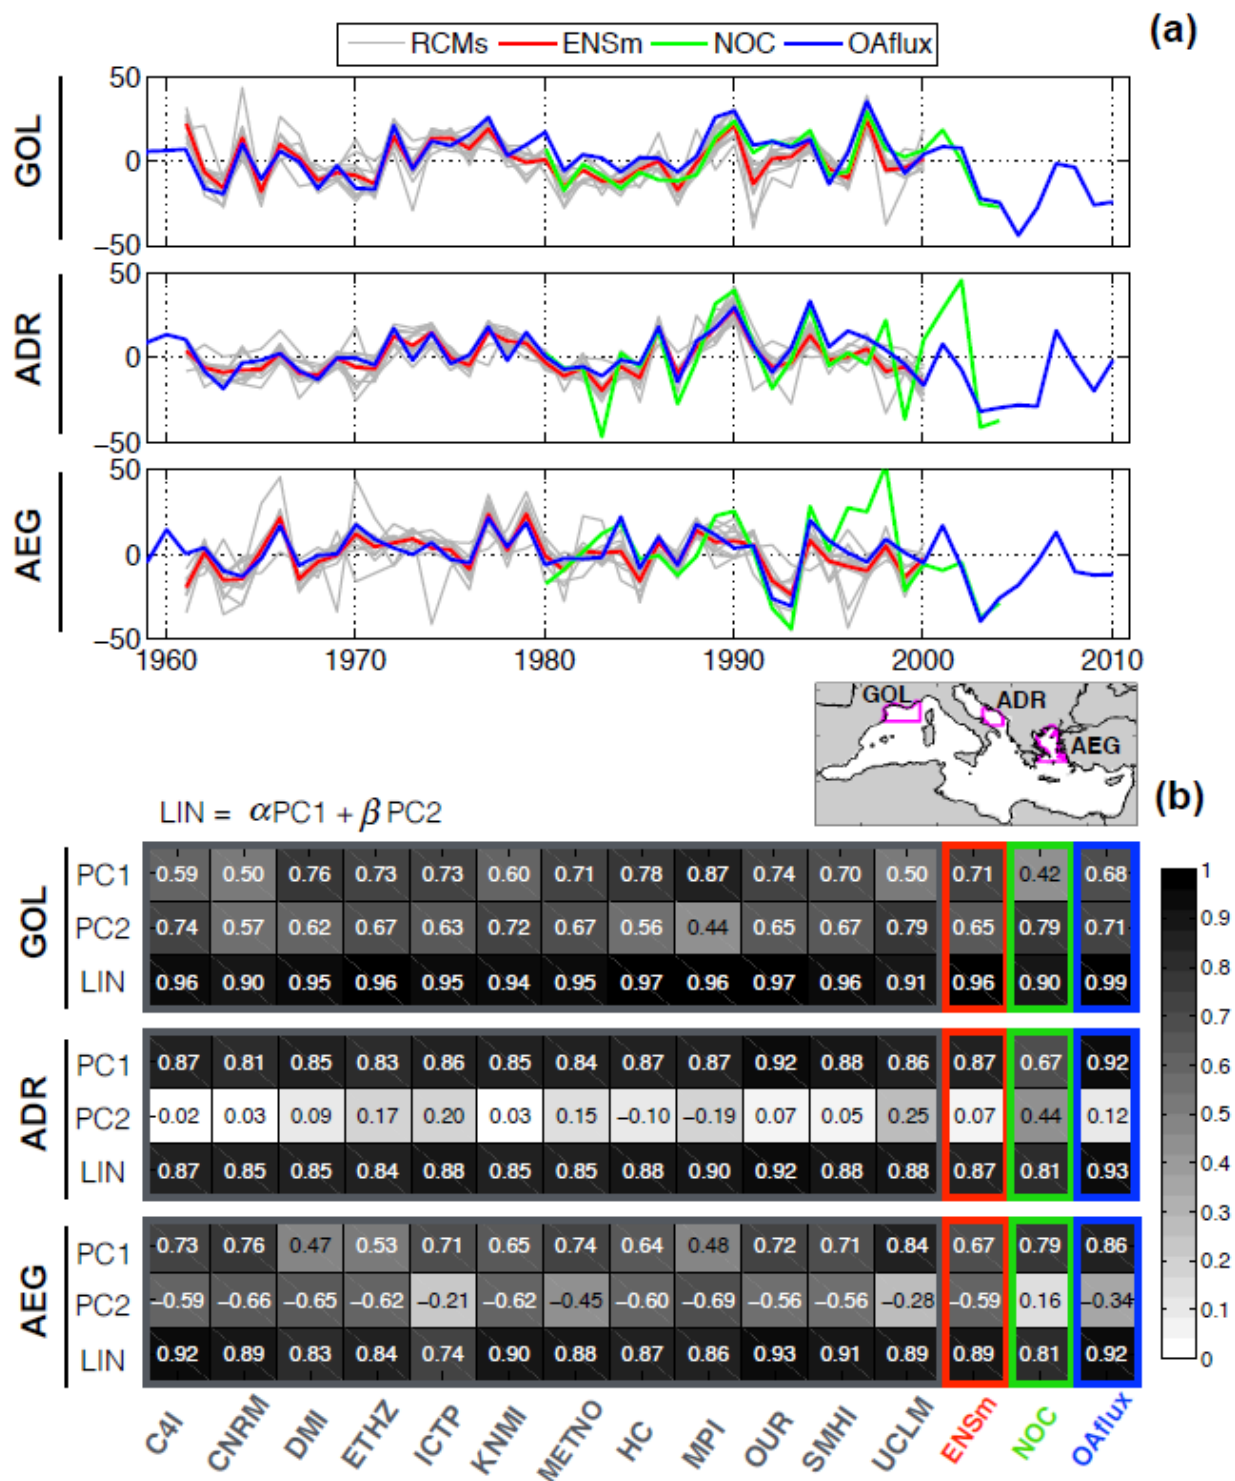 (a)
RCMs ENSm NOC OAflux
GOL
50
0
−50
ADR
50
0
−50
AEG
50
0
−50
1960 1970 1980 1990 2000 2010
GOL ADR
AEG
(b)
LIN = αPC1 + β PC2
GOL
PC1 0.59 0.50 0.76 0.73 0.73 0.60 0.71 0.78 0.87 0.74 0.70 0.50 0.71 0.42 0.68
PC2 0.74 0.57 0.62 0.67 0.63 0.72 0.67 0.56 0.44 0.65 0.67 0.79 0.65 0.79 0.71
LIN 0.96 0.90 0.95 0.96 0.95 0.94 0.95 0.97 0.96 0.97 0.96 0.91 0.96 0.90 0.99
ADR
PC1 0.87 0.81 0.85 0.83 0.86 0.85 0.84 0.87 0.87 0.92 0.88 0.86 0.87 0.67 0.92
PC2 −0.02 0.03 0.09 0.17 0.20 0.03 0.15 −0.10 −0.19 0.07 0.05 0.25 0.07 0.44 0.12
LIN 0.87 0.85 0.85 0.84 0.88 0.85 0.85 0.88 0.90 0.92 0.88 0.88 0.87 0.81 0.93
AEG
PC1 0.73 0.76 0.47 0.53 0.71 0.65 0.74 0.64 0.48 0.72 0.71 0.84 0.67 0.79 0.86
PC2 −0.59 −0.66 −0.65 −0.62 −0.21 −0.62 −0.45 −0.60 −0.69 −0.56 −0.56 −0.28 −0.59 0.16 −0.34
LIN 0.92 0.89 0.83 0.84 0.74 0.90 0.88 0.87 0.86 0.93 0.91 0.89 0.89 0.81 0.92
C4I CNRM DMI ETHZ ICTP KNMI METNO HC MPI OUR SMHI UCLM ENSm NOC OAflux
1
0.9
0.8
0.7
0.6
0.5
0.4
0.3
0.2
0.1
0